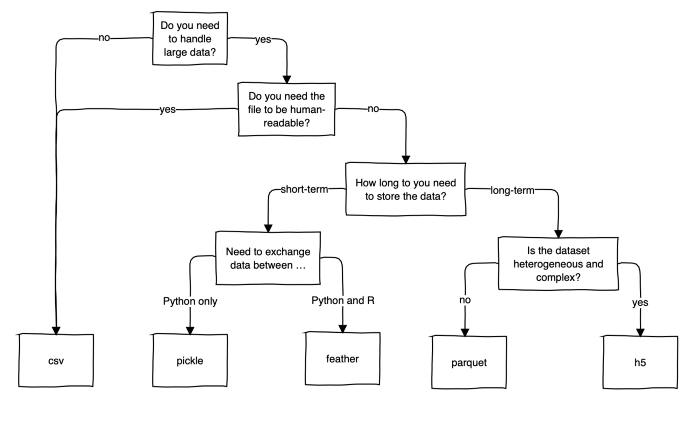 Do you need
to handle
large data?
no
yes
Do you need the
file to be human-
readable?
yes
no
How long to you need
to store the data?
short-term
long-term
Need to exchange
data between ...
Is the dataset
heterogeneous and
complex?
Python only
Python and R
no
yes
csv
pickle
feather
parquet
h5